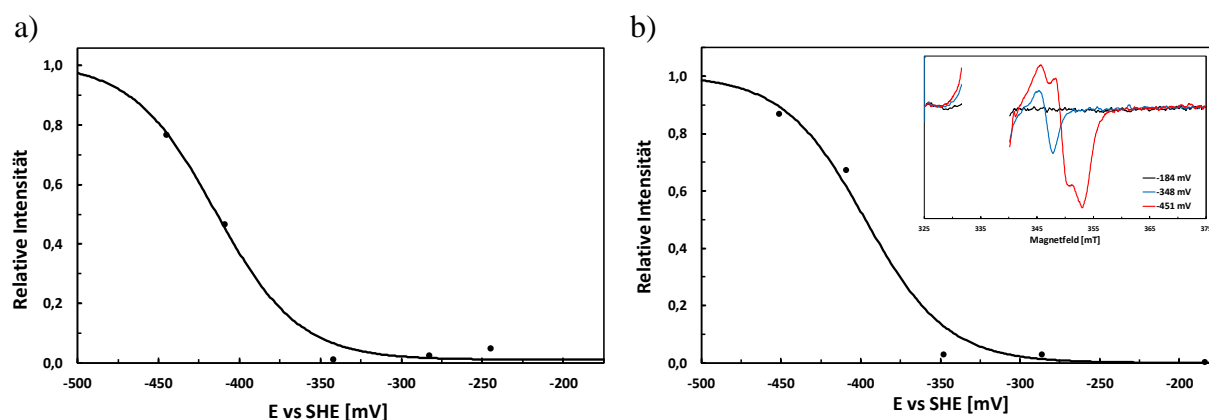 a)
1,0
0,8
0,6
0,4
0,2
0,0
Relative Intensität
-500 -450 -400 -350 -300 -250 -200
E vs SHE [mV]
b)
1,0
0,8
0,6
0,4
0,2
0,0
Relative Intensität
-500 -450 -400 -350 -300 -250 -200
E vs SHE [mV]
-184 mV
-348 mV
-451 mV
325 335 345 355 365 375
Magnetfeld [mT]